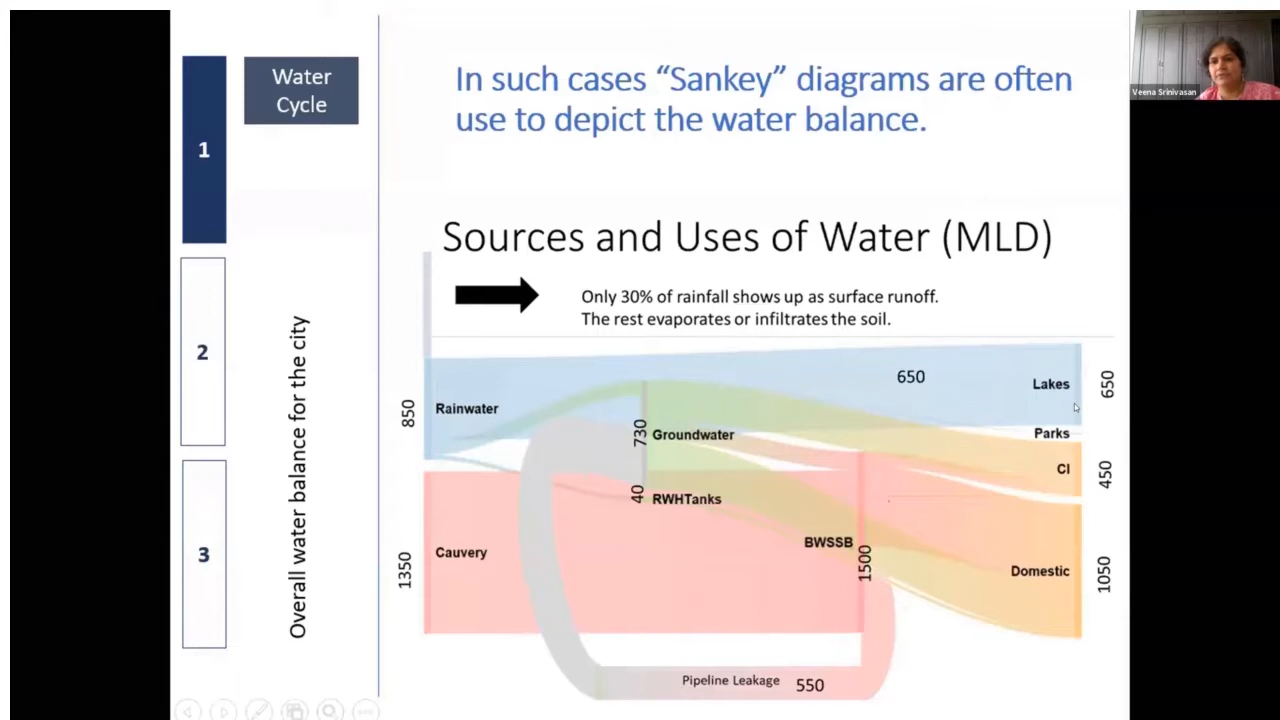 Water
Cycle
In such cases “Sankey” diagrams are often
use to depict the water balance.
Veena Srinivasan
1
2
3
Overall water balance for the city
Sources and Uses of Water (MLD)
Only 30% of rainfall shows up as surface runoff.
The rest evaporates or infiltrates the soil.
650
Lakes
650
850
Rainwater
730
Groundwater
Parks
CI
450
40
RWHTanks
1350
Cauvery
BWSSB
1500
Domestic
1050
Pipeline Leakage
550